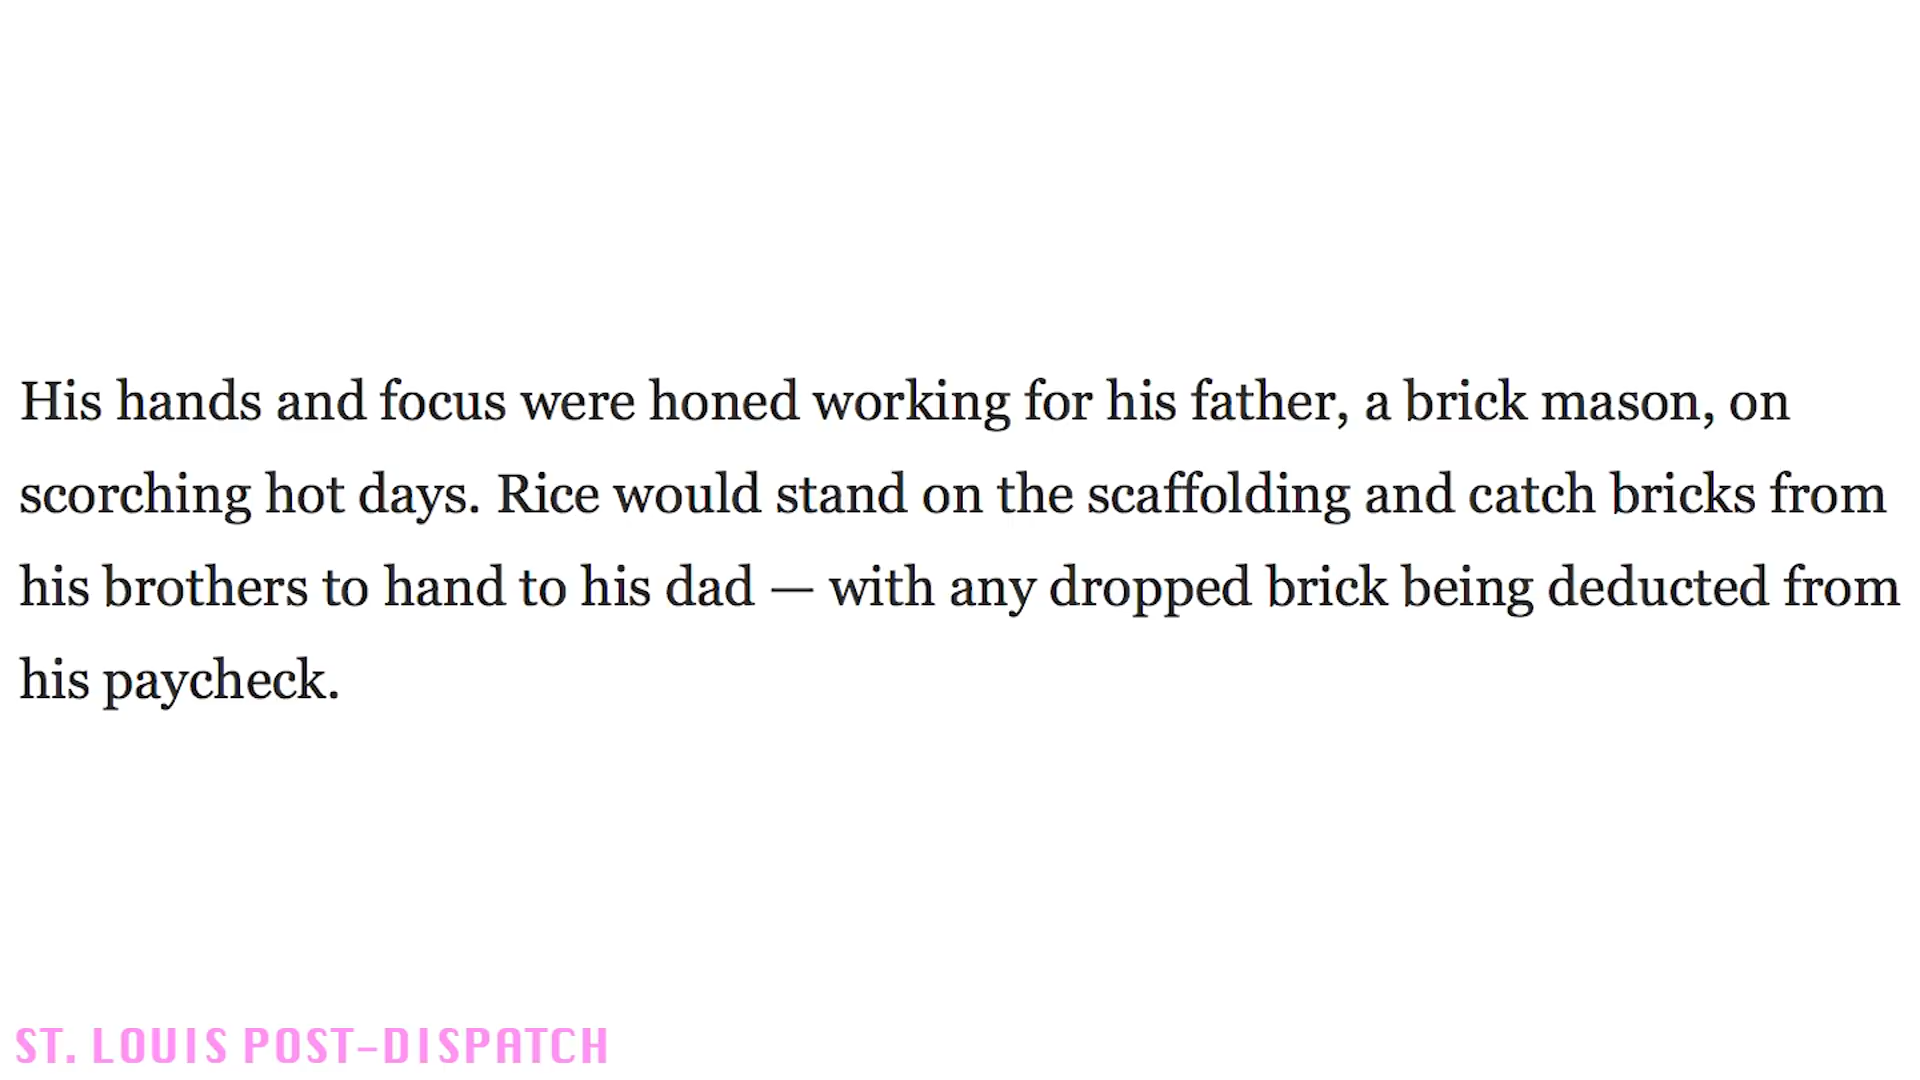 His hands and focus were honed working for his father, a brick mason, on
scorching hot days. Rice would stand on the scaffolding and catch bricks from
his brothers to hand to his dad — with any dropped brick being deducted from
his paycheck.
ST. LOUIS POST-DISPATCH